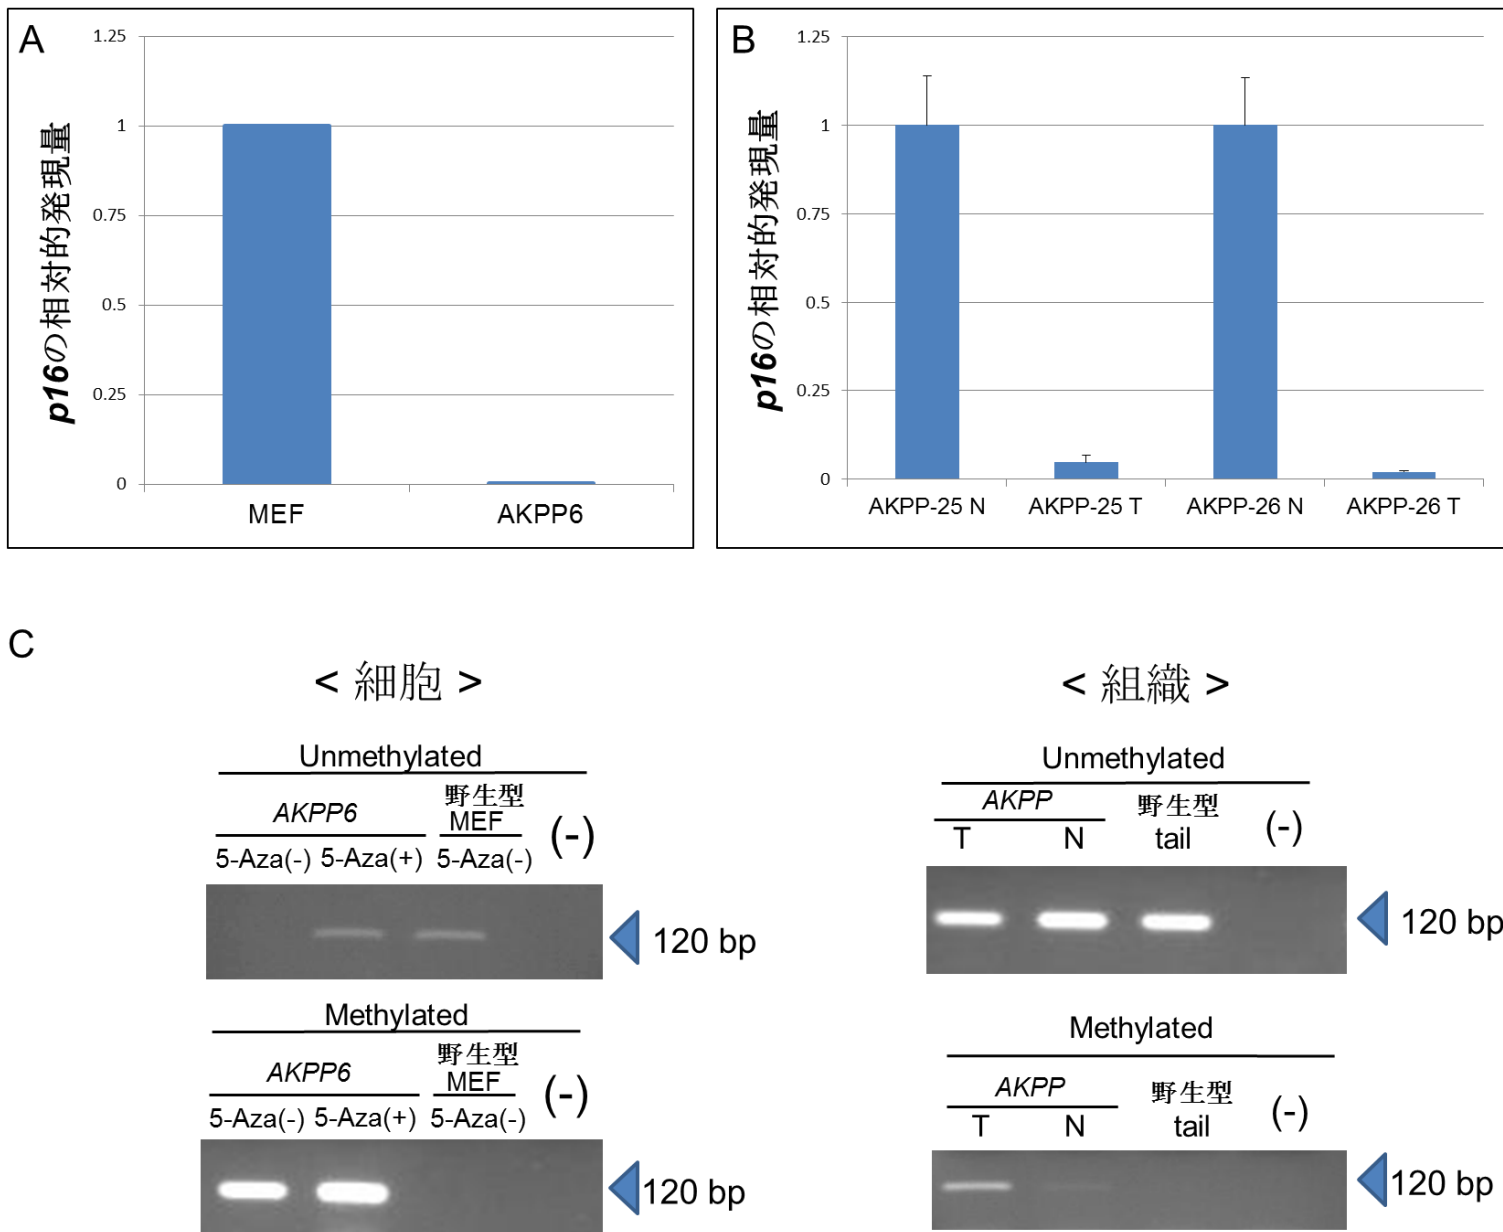 A
p16の相対的発現量
1.25
1
0.75
0.5
0.25
0
MEF AKPP6
B
p16の相対的発現量
1.25
1
0.75
0.5
0.25
0
AKPP-25 N AKPP-25 T AKPP-26 N AKPP-26 T
C
< 細胞 >
Unmethylated
AKPP6 野生型 MEF (-)
5-Aza(-) 5-Aza(+) 5-Aza(-)
120 bp
Methylated
AKPP6 野生型 MEF (-)
5-Aza(-) 5-Aza(+) 5-Aza(-)
120 bp
< 組織 >
Unmethylated
AKPP 野生型 (-)
T N tail
120 bp
Methylated
AKPP 野生型 (-)
T N tail
120 bp